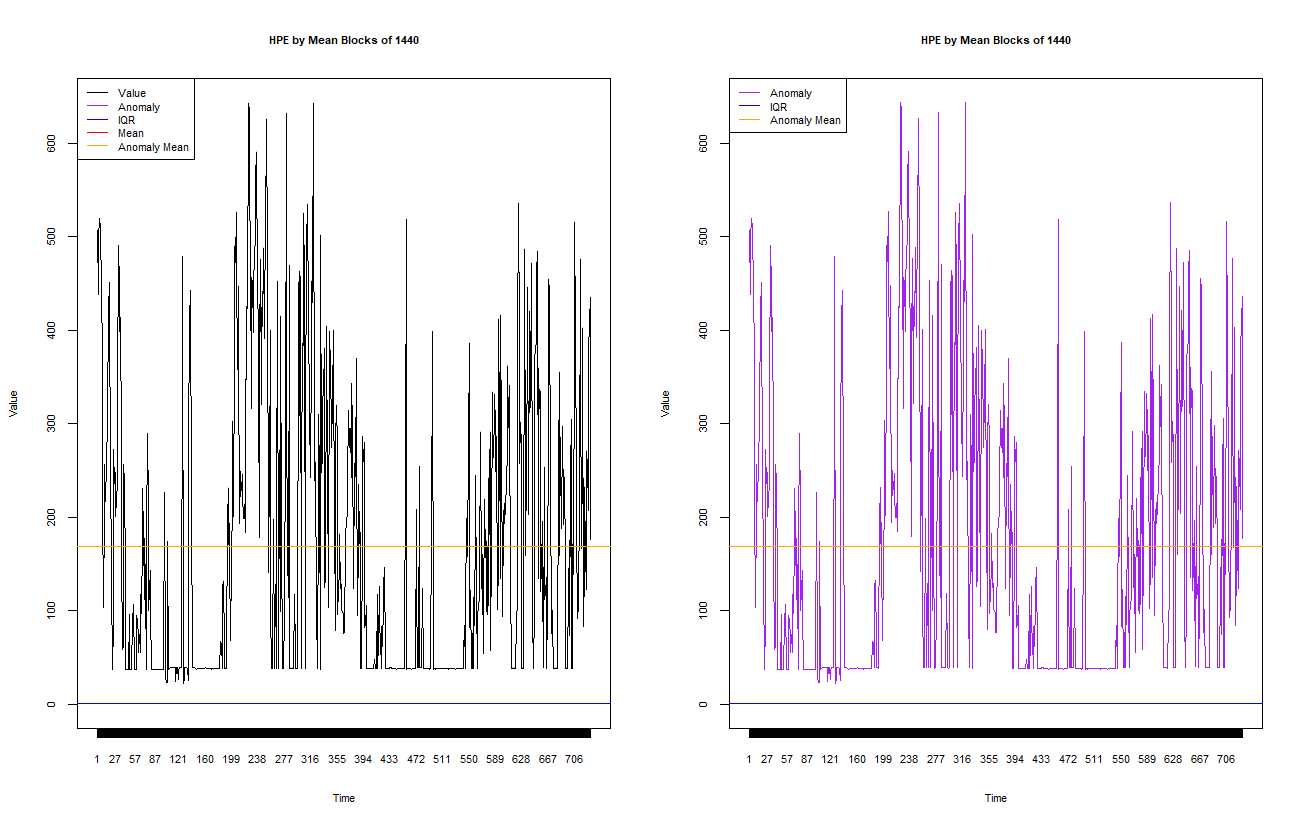 HPE by Mean Blocks of 1440
Value
Anomaly
IQR
Mean
Anomaly Mean
Value
0 100 200 300 400 500 600
1 27 57 87 121 160 199 238 277 316 355 394 433 472 511 550 589 628 667 706
Time
HPE by Mean Blocks of 1440
Anomaly
IQR
Anomaly Mean
Value
0 100 200 300 400 500 600
1 27 57 87 121 160 199 238 277 316 355 394 433 472 511 550 589 628 667 706
Time